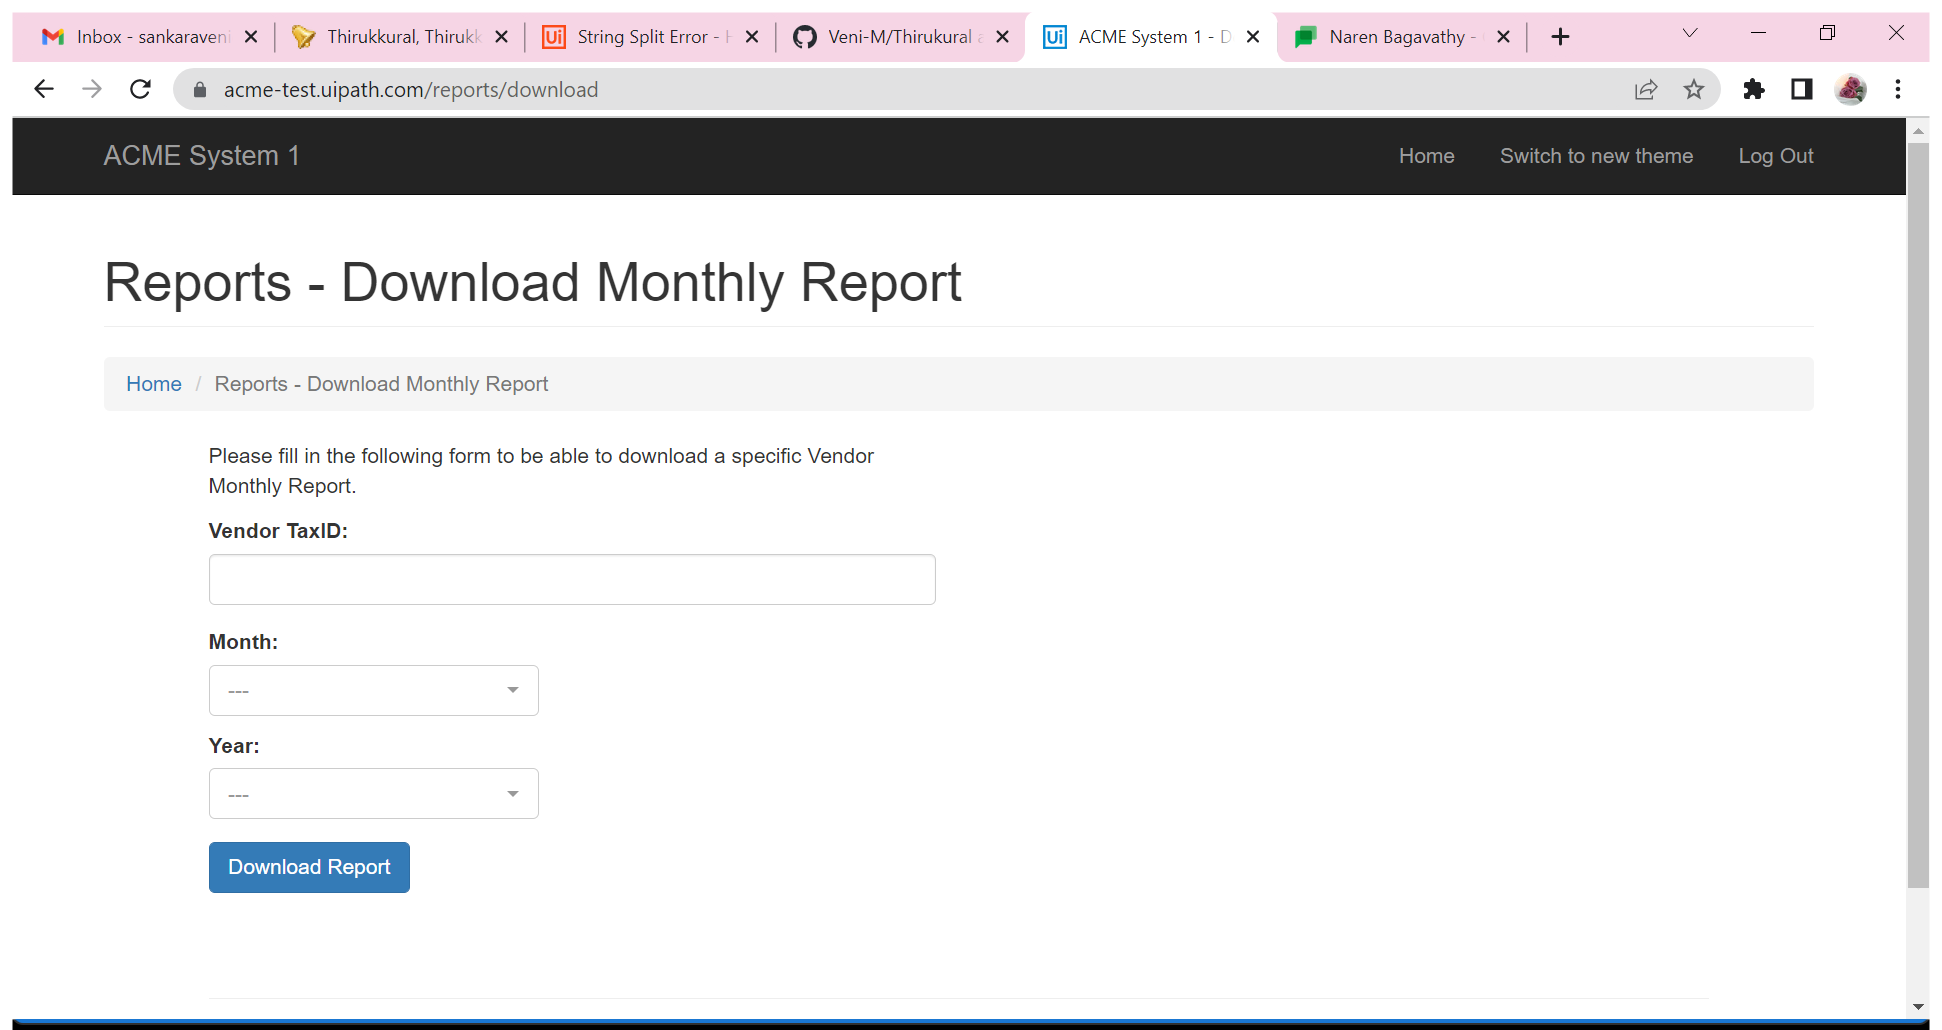 Inbox - sankaraveni
Thirukkural, Thirukk
Ui
String Split Error - H
Veni-M/Thirukural a
Ui
ACME System 1 - D
Naren Bagavathy -
acme-test.uipath.com/reports/download
ACME System 1
Home
Switch to new theme
Log Out
Reports - Download Monthly Report
Home / Reports - Download Monthly Report
Please fill in the following form to be able to download a specific Vendor
Monthly Report.
Vendor TaxID:
Month:
---
Year:
---
Download Report